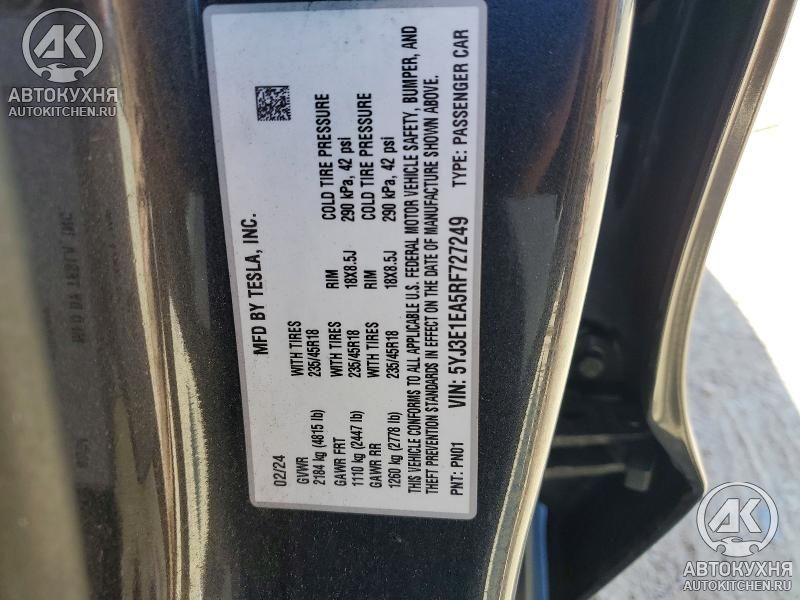 АВТОКУХНЯ
AUTOKITCHEN.RU
MFD BY TESLA, INC.
02/24
GVWR WITH TIRES RIM COLD TIRE PRESSURE
2184 kg (4815 lb) 235/45R18 18X8.5J 290 kPa, 42 psi
GAWR FRT WITH TIRES RIM COLD TIRE PRESSURE
1110 kg (2447 lb) 235/45R18 18X8.5J 290 kPa, 42 psi
GAWR RR
1260 kg (2778 lb) 235/45R18
THIS VEHICLE CONFORMS TO ALL APPLICABLE U.S. FEDERAL MOTOR VEHICLE SAFETY, BUMPER, AND
THEFT PREVENTION STANDARDS IN EFFECT ON THE DATE OF MANUFACTURE SHOWN ABOVE.
PNT: PN01 VIN: 5YJ3E1EA5RF727249 TYPE: PASSENGER CAR
АВТОКУХНЯ
AUTOKITCHEN.RU